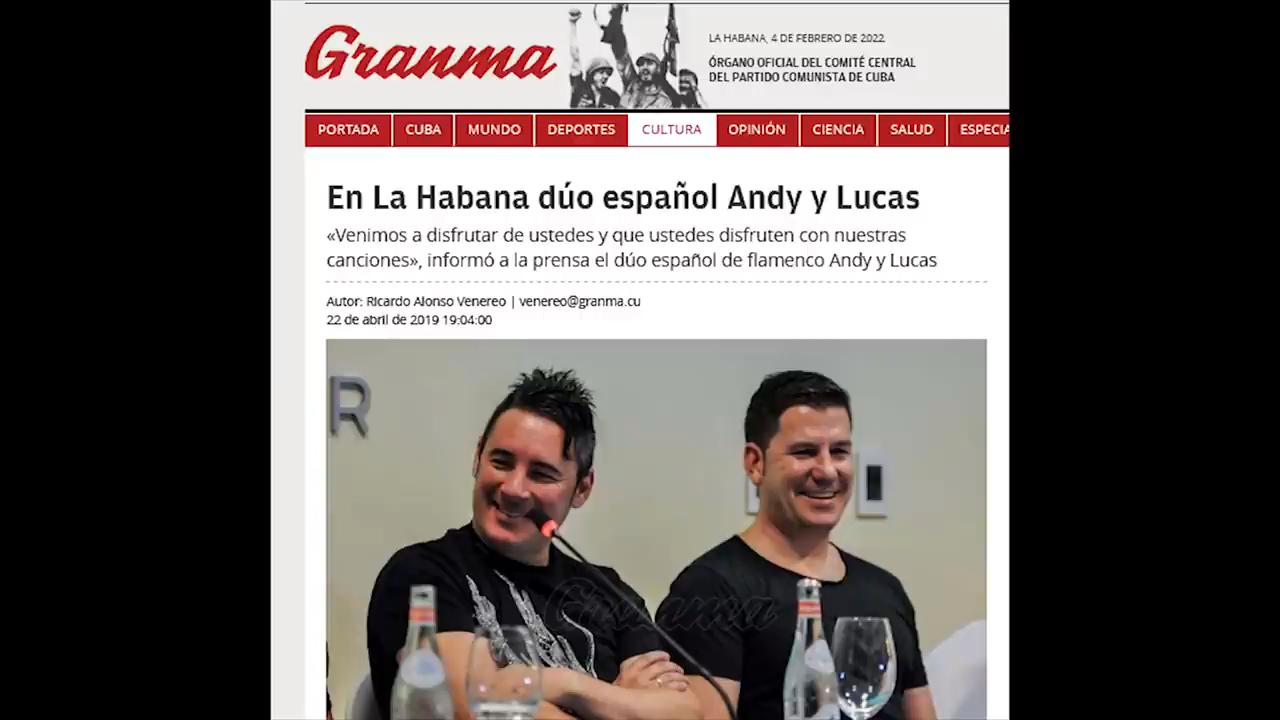 Granma
LA HABANA, 4 DE FEBRERO DE 2022
ÓRGANO OFICIAL DEL COMITÉ CENTRAL
DEL PARTIDO COMUNISTA DE CUBA
PORTADA CUBA MUNDO DEPORTES CULTURA OPINIÓN CIENCIA SALUD ESPECIA
En La Habana dúo español Andy y Lucas
«Venimos a disfrutar de ustedes y que ustedes disfruten con nuestras
canciones», informó a la prensa el dúo español de flamenco Andy y Lucas
Autor: Ricardo Alonso Venereo | venereo@granma.cu
22 de abril de 2019 19:04:00
R
Granma